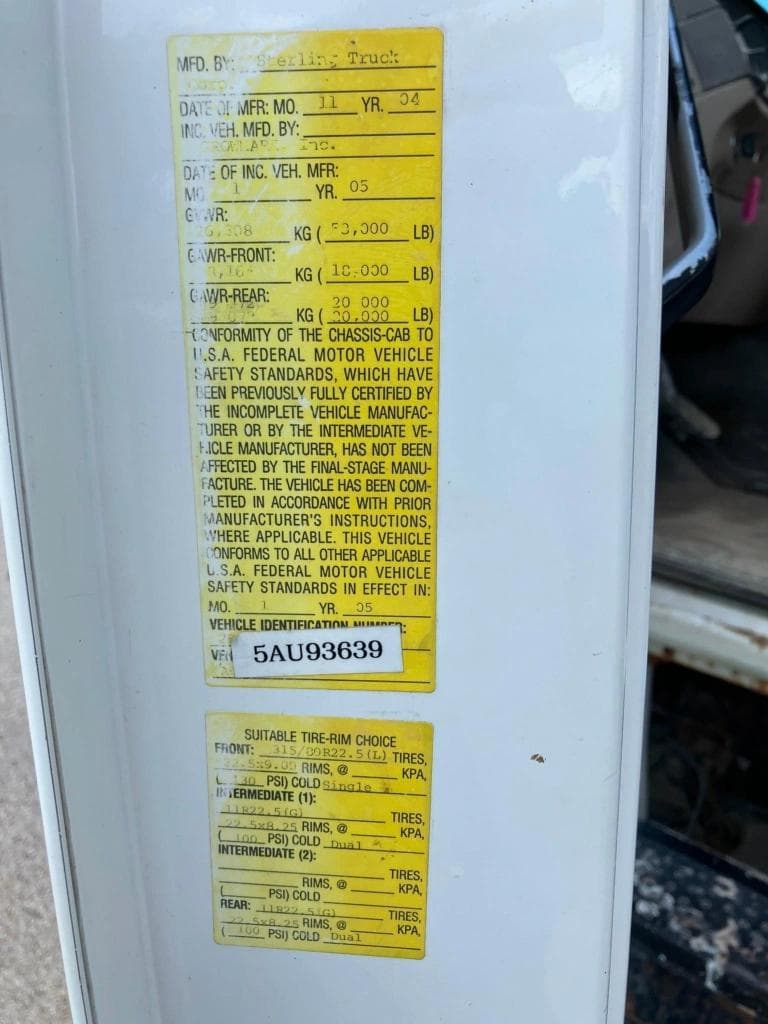 MFD. BY: Sterling Truck
Corp.
DATE OF MFR: MO. 11 YR. 04
INC. VEH. MFD. BY:
Inc.
DATE OF INC. VEH. MFR:
MO 1 YR. 05
GVWR:
KG ( 53,000 LB)
GAWR-FRONT:
KG ( 18,000 LB)
GAWR-REAR:
20 000
KG ( 20,000 LB)
CONFORMITY OF THE CHASSIS-CAB TO
U.S.A. FEDERAL MOTOR VEHICLE
SAFETY STANDARDS, WHICH HAVE
BEEN PREVIOUSLY FULLY CERTIFIED BY
THE INCOMPLETE VEHICLE MANUFAC-
TURER OR BY THE INTERMEDIATE VE-
HICLE MANUFACTURER, HAS NOT BEEN
AFFECTED BY THE FINAL-STAGE MANU-
FACTURE. THE VEHICLE HAS BEEN COM-
PLETED IN ACCORDANCE WITH PRIOR
MANUFACTURER'S INSTRUCTIONS,
WHERE APPLICABLE. THIS VEHICLE
CONFORMS TO ALL OTHER APPLICABLE
U.S.A. FEDERAL MOTOR VEHICLE
SAFETY STANDARDS IN EFFECT IN:
MO. 1 YR. 05
VEHICLE IDENTIFICATION NUMBER:
5AU93639
SUITABLE TIRE-RIM CHOICE
FRONT: 315/80R22.5(L) TIRES,
22.5x9.00 RIMS, @ KPA,
( 130 PSI) COLD Single
INTERMEDIATE (1):
11R22.5(G) TIRES,
22.5x8.25 RIMS, @ KPA,
( 100 PSI) COLD Dual
INTERMEDIATE (2):
TIRES,
RIMS, @ KPA,
( PSI) COLD
REAR: 11R22.5(G) TIRES,
22.5x8.25 RIMS, @ KPA,
( 100 PSI) COLD Dual